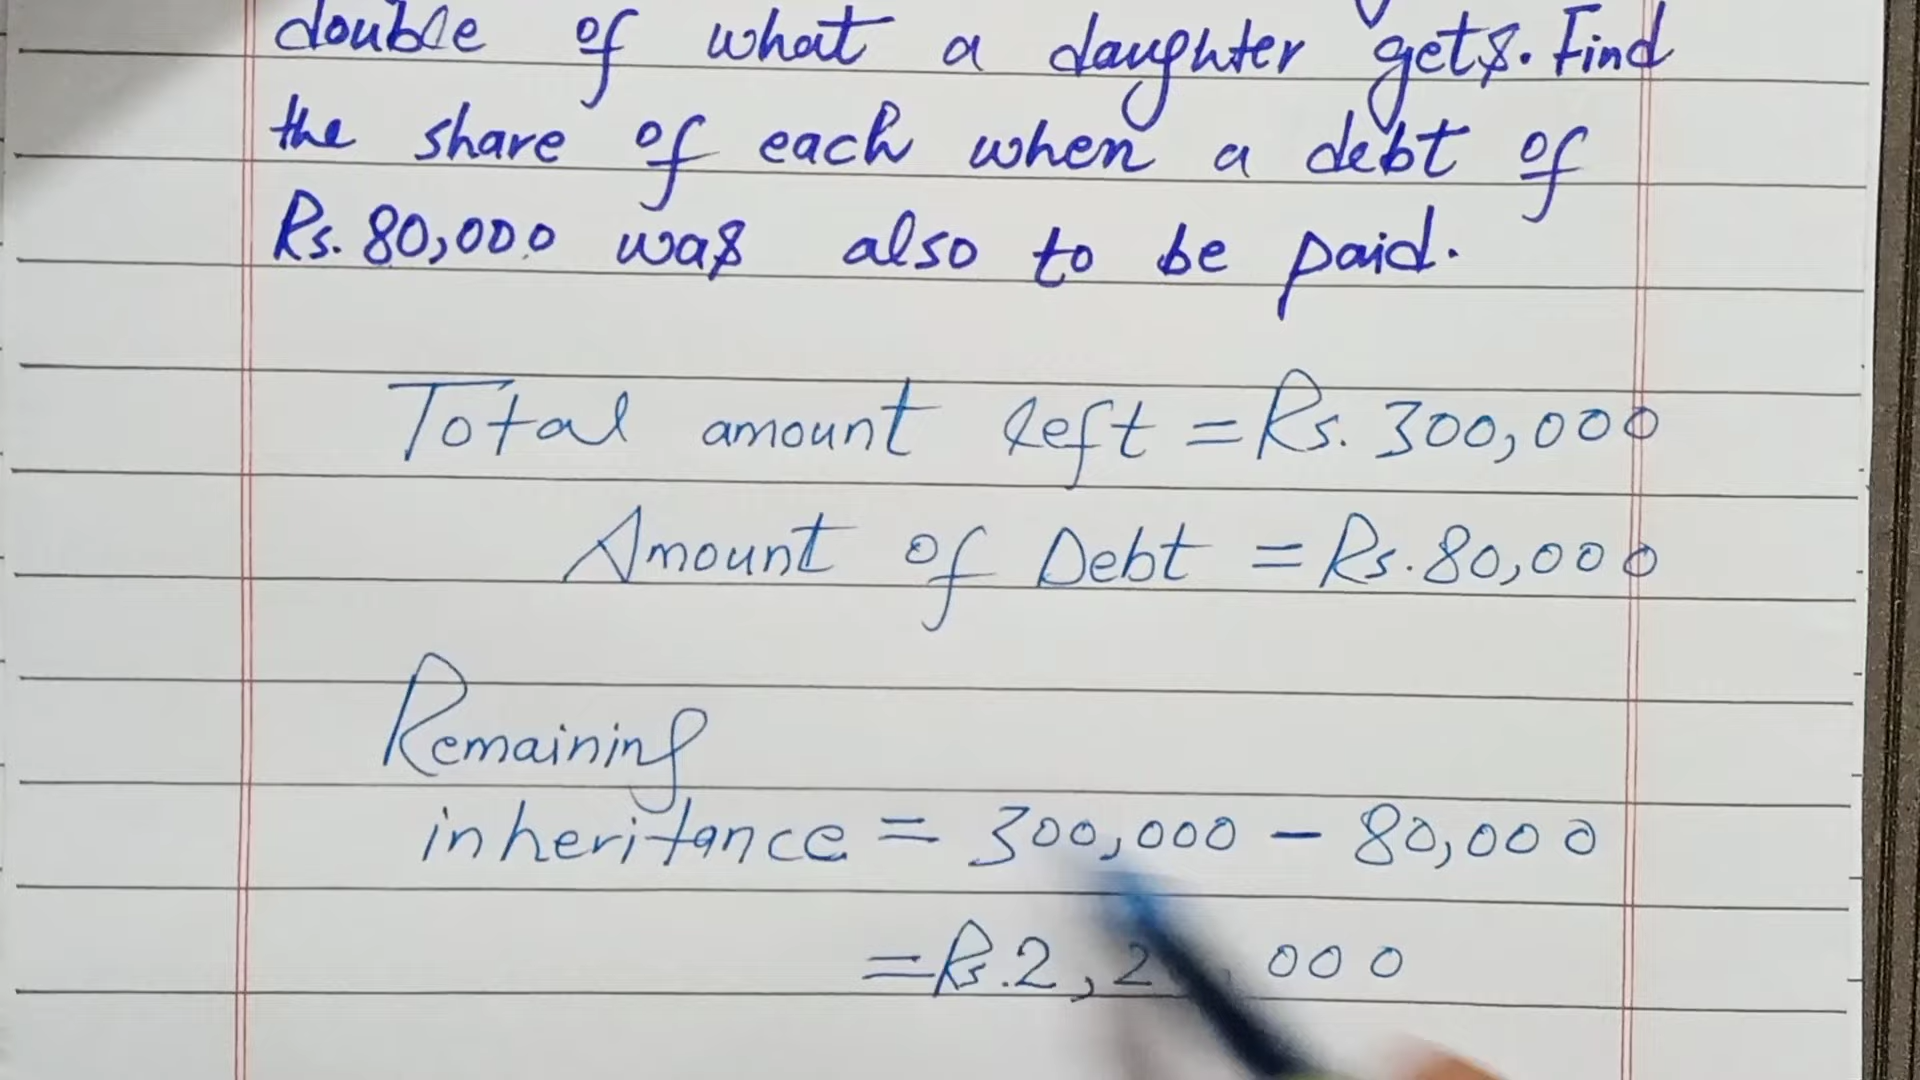 double of what a daughter gets. Find
the share of each when a debt of
Rs. 80,000 was also to be paid.
Total amount left = Rs. 300,000
Amount of Debt = Rs. 80,000
Remaining
inheritance = 300,000 - 80,000
= Rs. 2,2 000